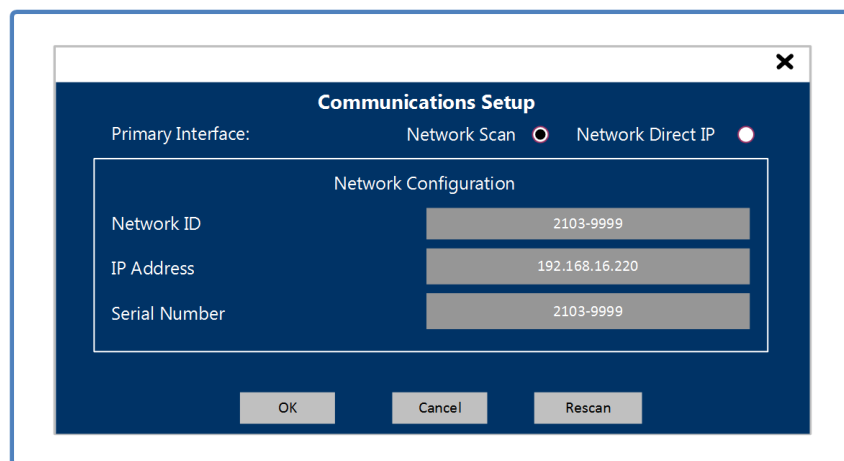 Communications Setup
Primary Interface: Network Scan Network Direct IP
Network Configuration
Network ID 2103-9999
IP Address 192.168.16.220
Serial Number 2103-9999
OK Cancel Rescan